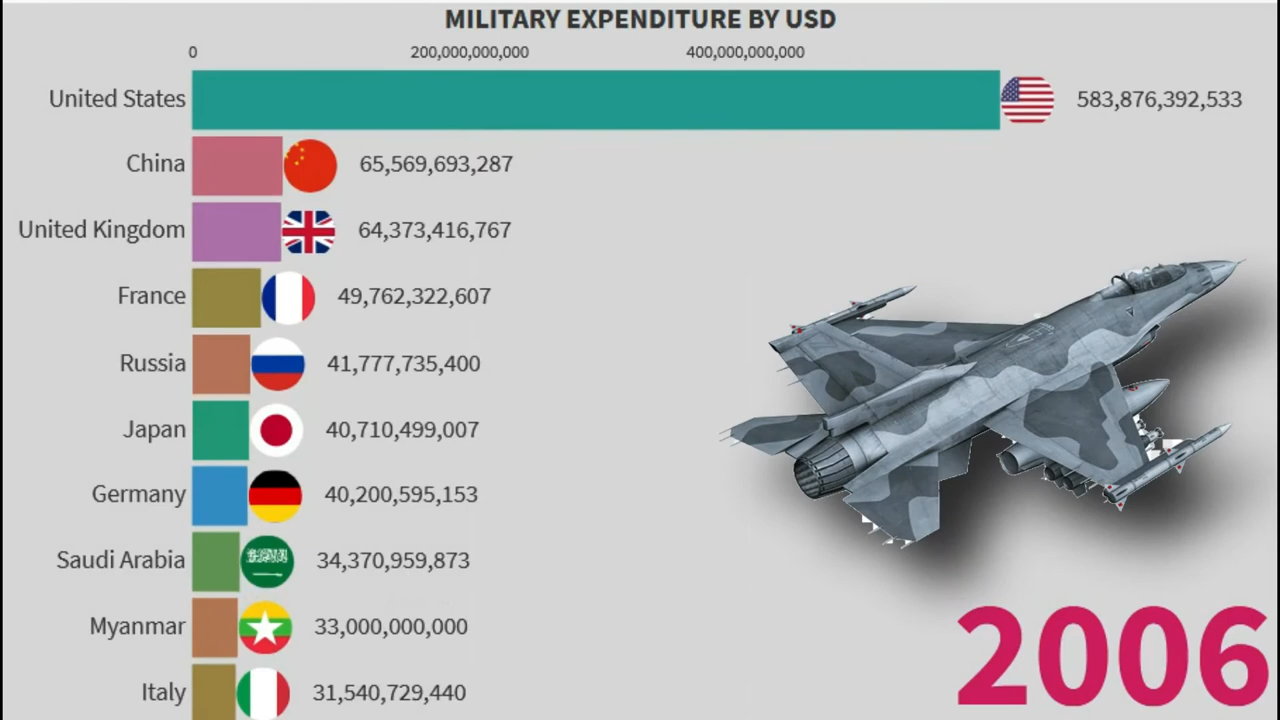 MILITARY EXPENDITURE BY USD
0 200,000,000,000 400,000,000,000
United States 583,876,392,533
China 65,569,693,287
United Kingdom 64,373,416,767
France 49,762,322,607
Russia 41,777,735,400
Japan 40,710,499,007
Germany 40,200,595,153
Saudi Arabia 34,370,959,873
Myanmar 33,000,000,000
Italy 31,540,729,440
2006